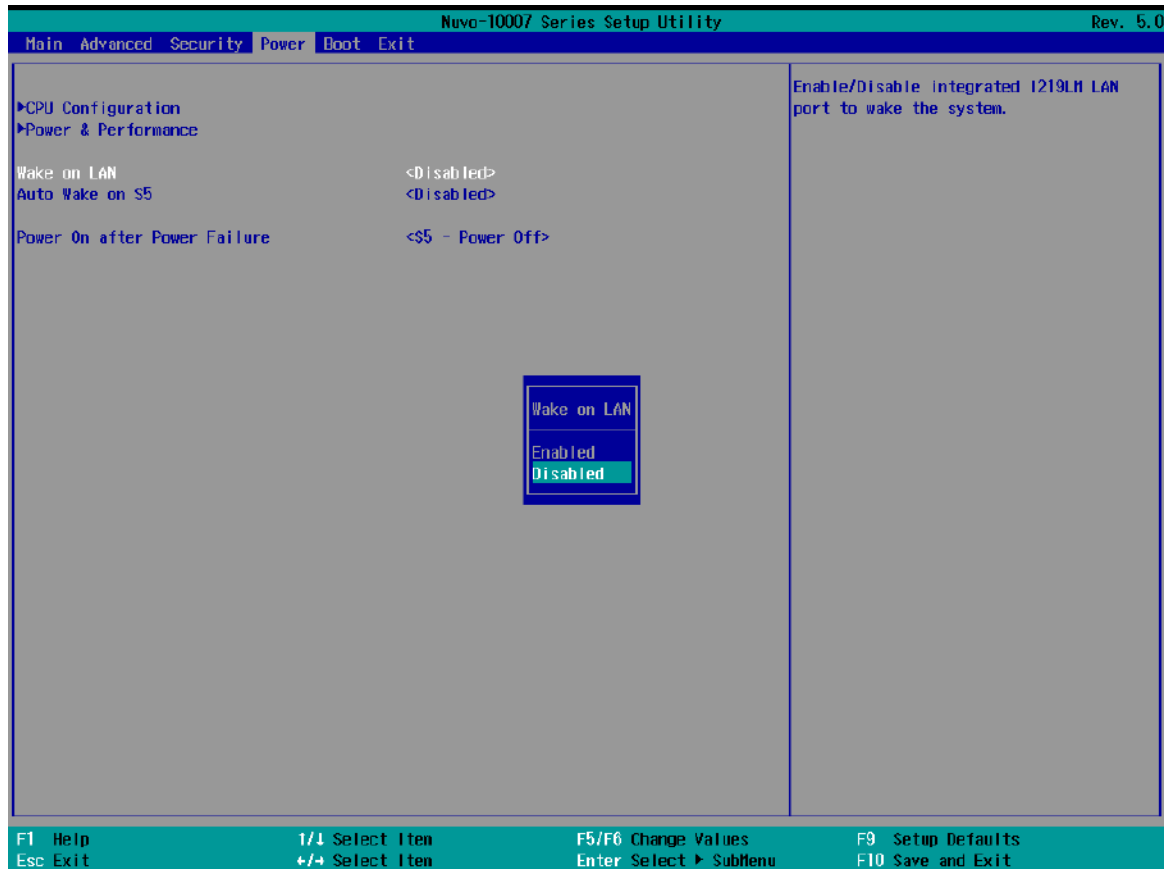 Nuvo-10007 Series Setup Utility Rev. 5.0
Main Advanced Security Power Boot Exit
►CPU Configuration
►Power & Performance
Wake on LAN <Disabled>
Auto Wake on S5 <Disabled>
Power On after Power Failure <S5 - Power Off>
Enable/Disable integrated I219LM LAN
port to wake the system.
Wake on LAN
Enabled
Disabled
F1 Help ↑/↓ Select Item F5/F6 Change Values F9 Setup Defaults
Esc Exit ←/→ Select Item Enter Select ► SubMenu F10 Save and Exit